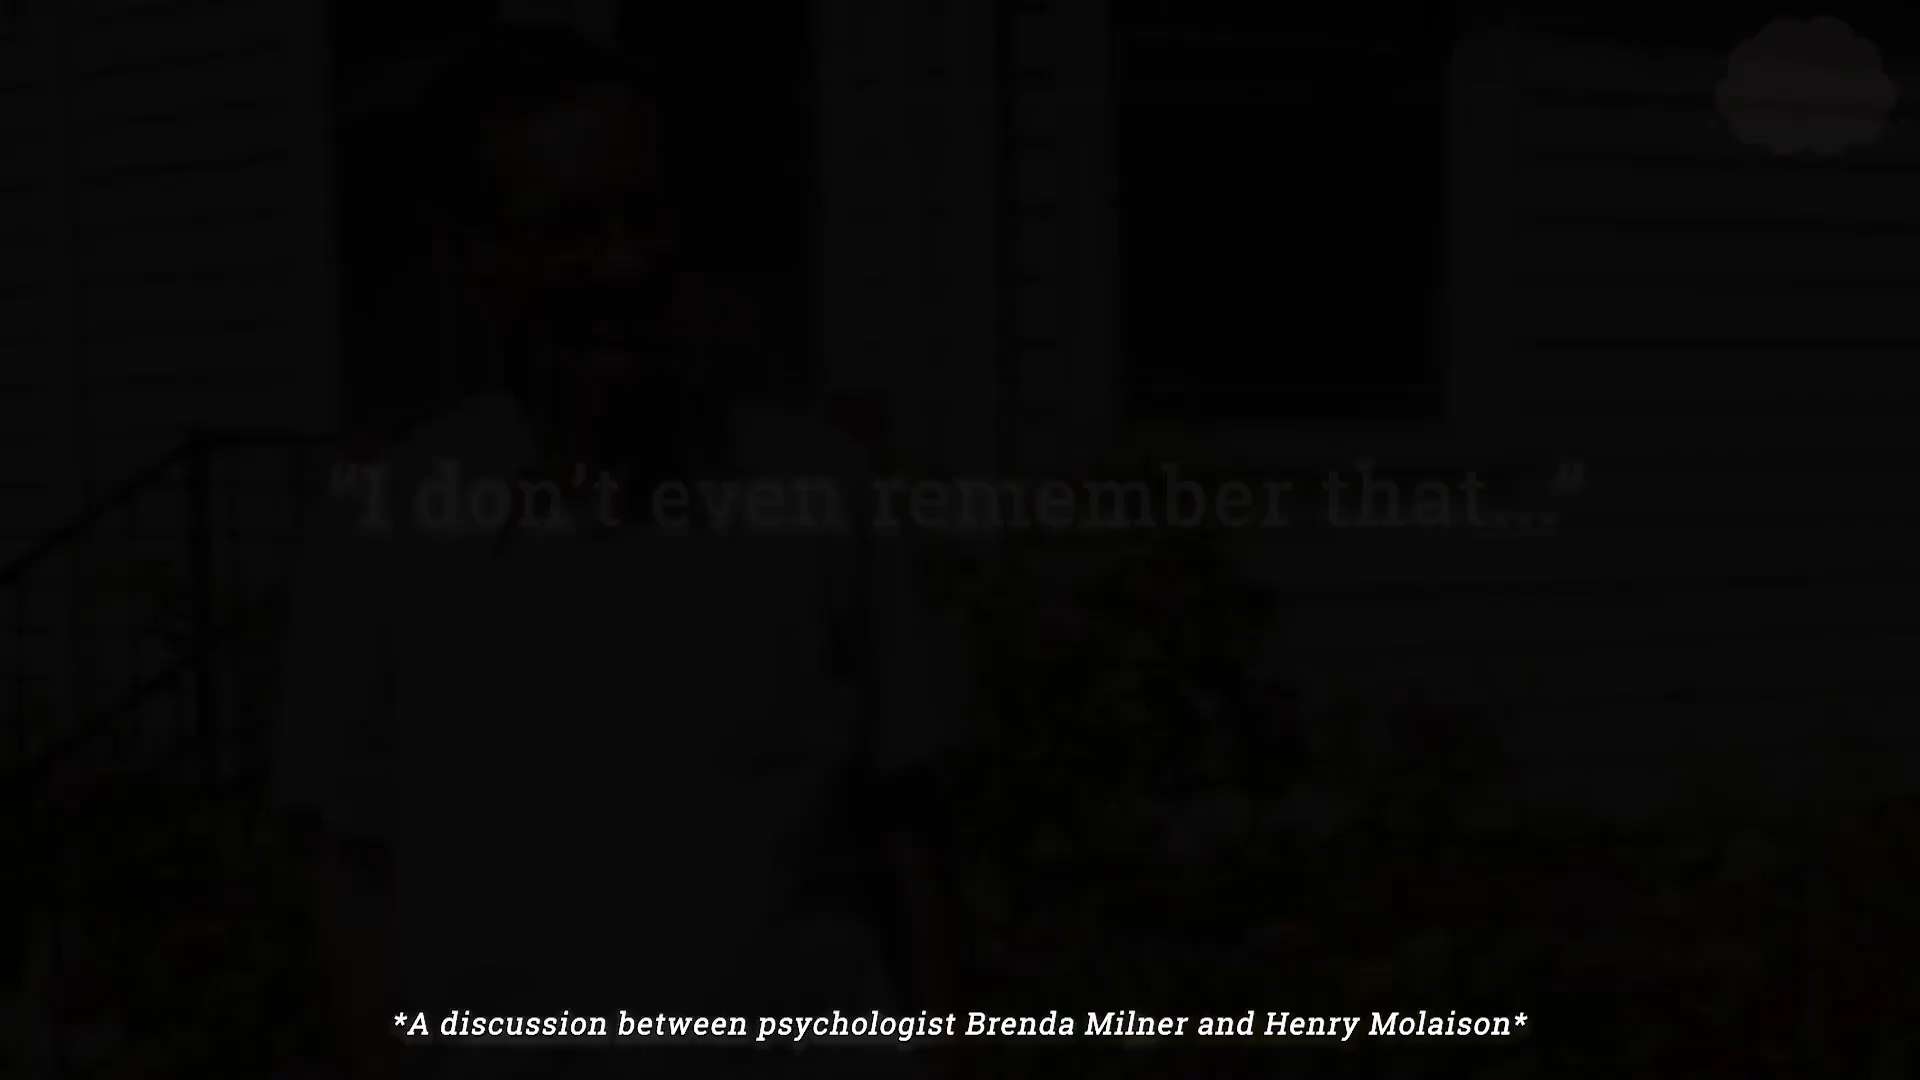 "I don't even remember that..."
*A discussion between psychologist Brenda Milner and Henry Molaison*